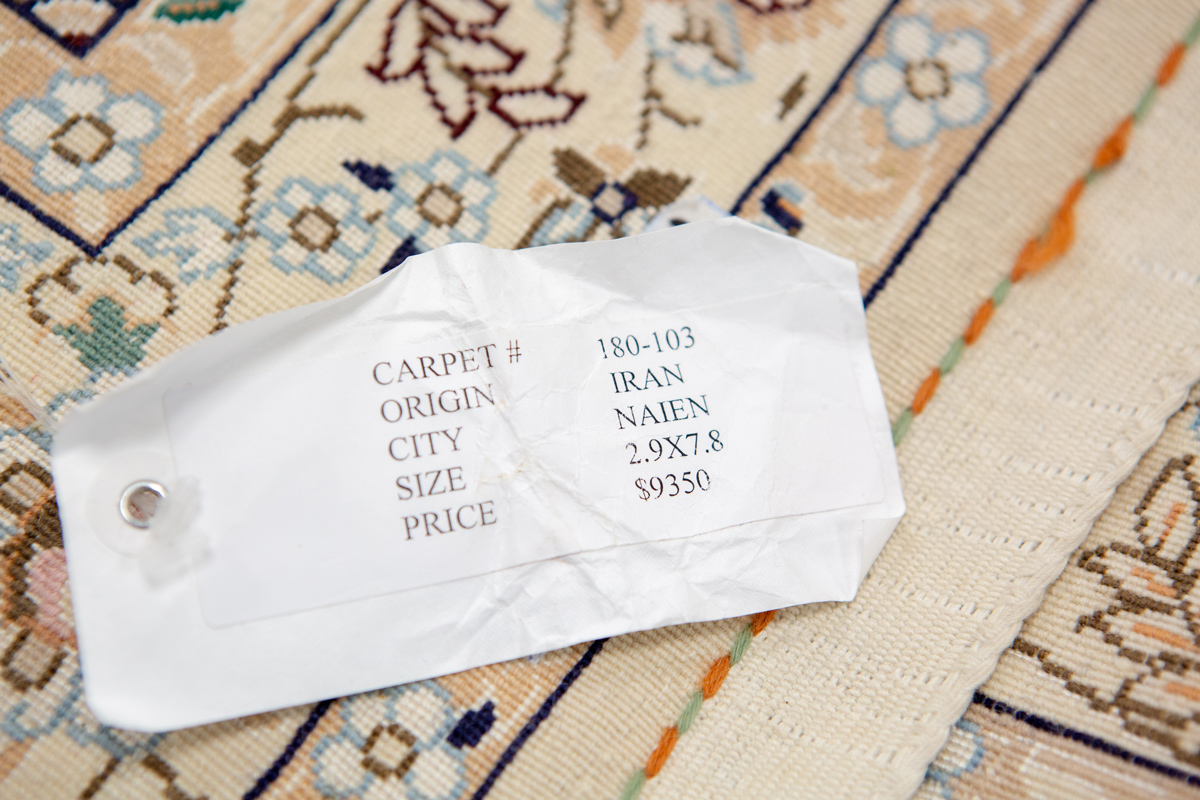 CARPET # 180-103
ORIGIN IRAN
CITY NAIEN
SIZE 2.9X7.8
PRICE $9350